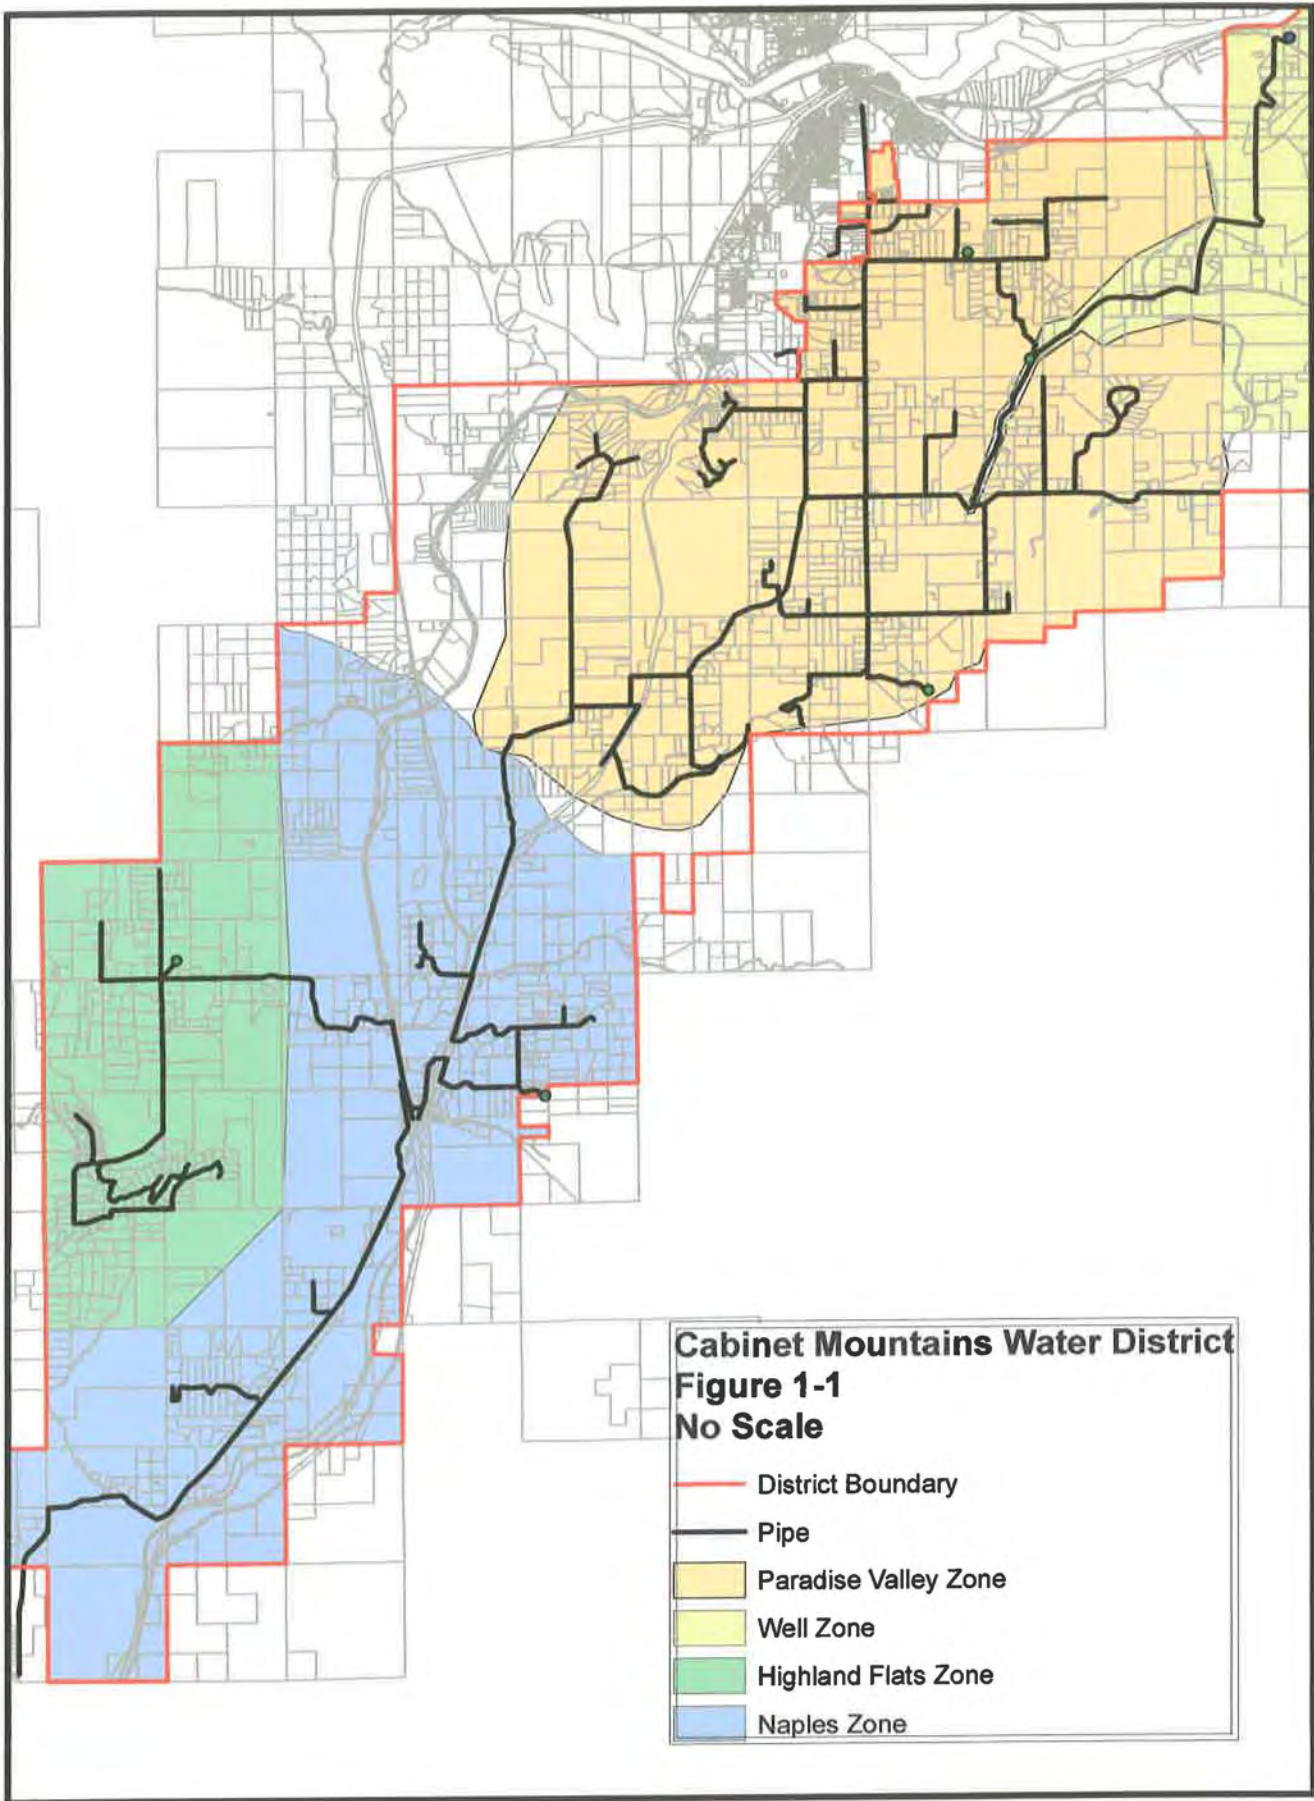 Cabinet Mountains Water District
Figure 1-1
No Scale
District Boundary
Pipe
Paradise Valley Zone
Well Zone
Highland Flats Zone
Naples Zone